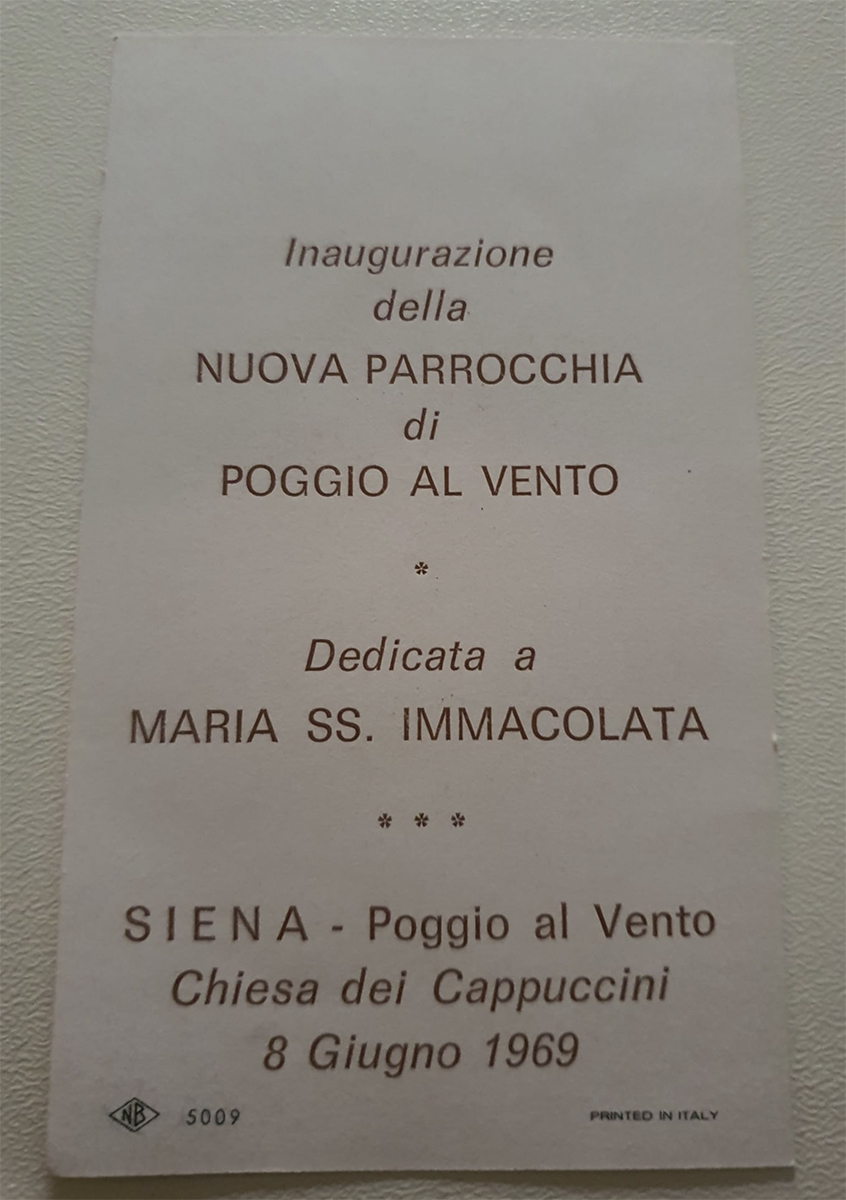 Inaugurazione
della
NUOVA PARROCCHIA
di
POGGIO AL VENTO
*
Dedicata a
MARIA SS. IMMACOLATA
* * *
SIENA - Poggio al Vento
Chiesa dei Cappuccini
8 Giugno 1969
NB 5009 PRINTED IN ITALY